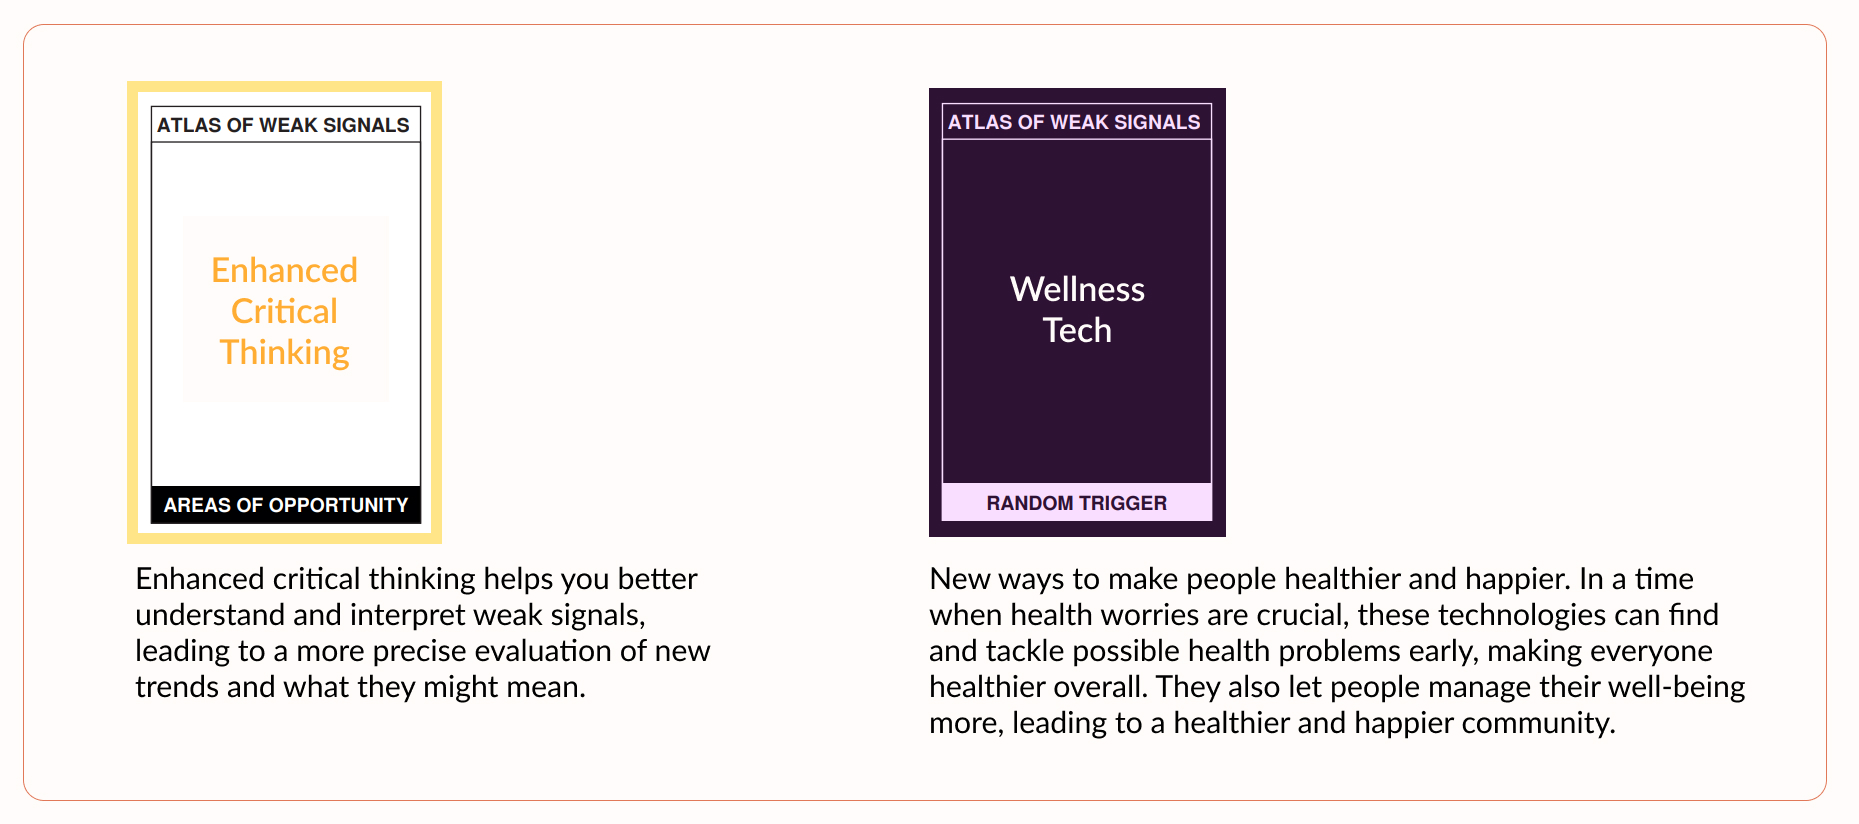 ATLAS OF WEAK SIGNALS
Enhanced
Critical
Thinking
AREAS OF OPPORTUNITY
Enhanced critical thinking helps you better
understand and interpret weak signals,
leading to a more precise evaluation of new
trends and what they might mean.
ATLAS OF WEAK SIGNALS
Wellness
Tech
RANDOM TRIGGER
New ways to make people healthier and happier. In a time
when health worries are crucial, these technologies can find
and tackle possible health problems early, making everyone
healthier overall. They also let people manage their well-being
more, leading to a healthier and happier community.